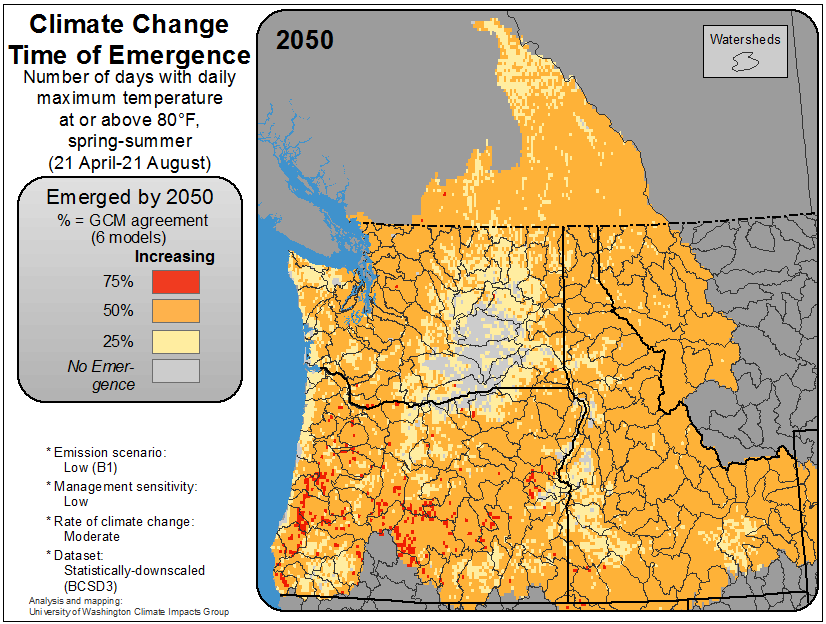 Climate Change
Time of Emergence
Number of days with daily
maximum temperature
at or above 80°F,
spring-summer
(21 April-21 August)
Emerged by 2050
% = GCM agreement
(6 models)
Increasing
75%
50%
25%
No Emer-
gence
* Emission scenario:
Low (B1)
* Management sensitivity:
Low
* Rate of climate change:
Moderate
* Dataset:
Statistically-downscaled
(BCSD3)
Analysis and mapping:
University of Washington Climate Impacts Group
2050
Watersheds